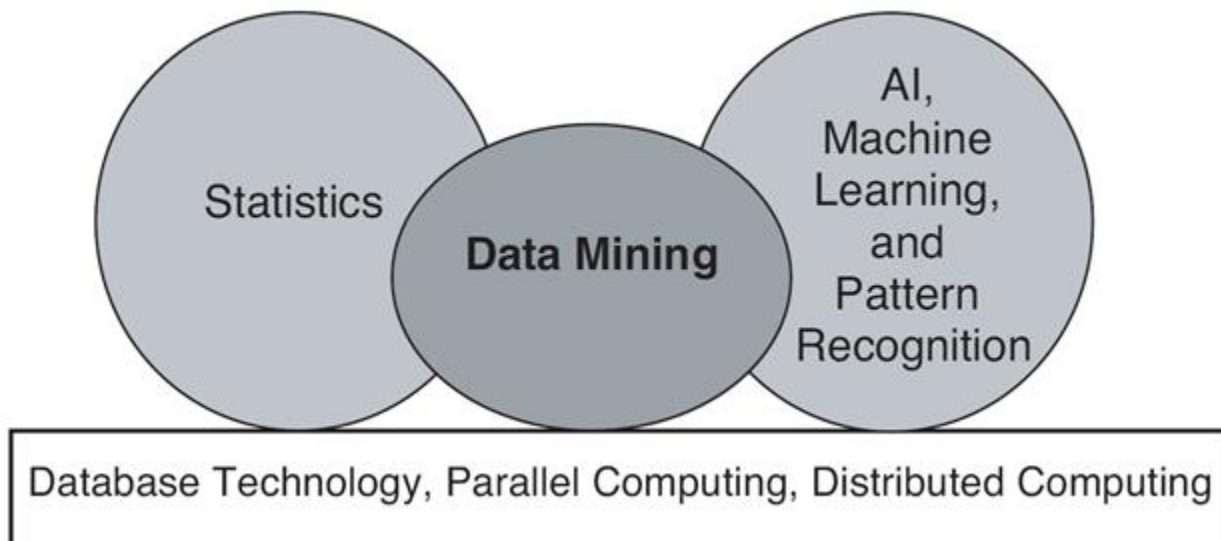 Statistics
Data Mining
AI,
Machine
Learning,
and
Pattern
Recognition
Database Technology, Parallel Computing, Distributed Computing